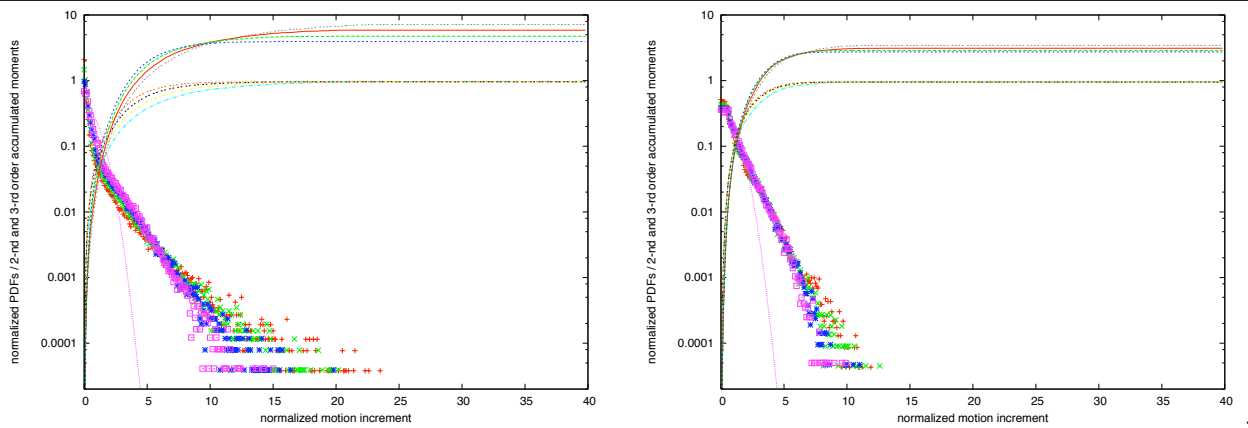 normalized PDFs / 2-nd and 3-rd order accumulated moments
10
1
0.1
0.01
0.001
0.0001
0 5 10 15 20 25 30 35 40
normalized motion increment
normalized PDFs / 2-nd and 3-rd order accumulated moments
10
1
0.1
0.01
0.001
0.0001
0 5 10 15 20 25 30 35 40
normalized motion increment